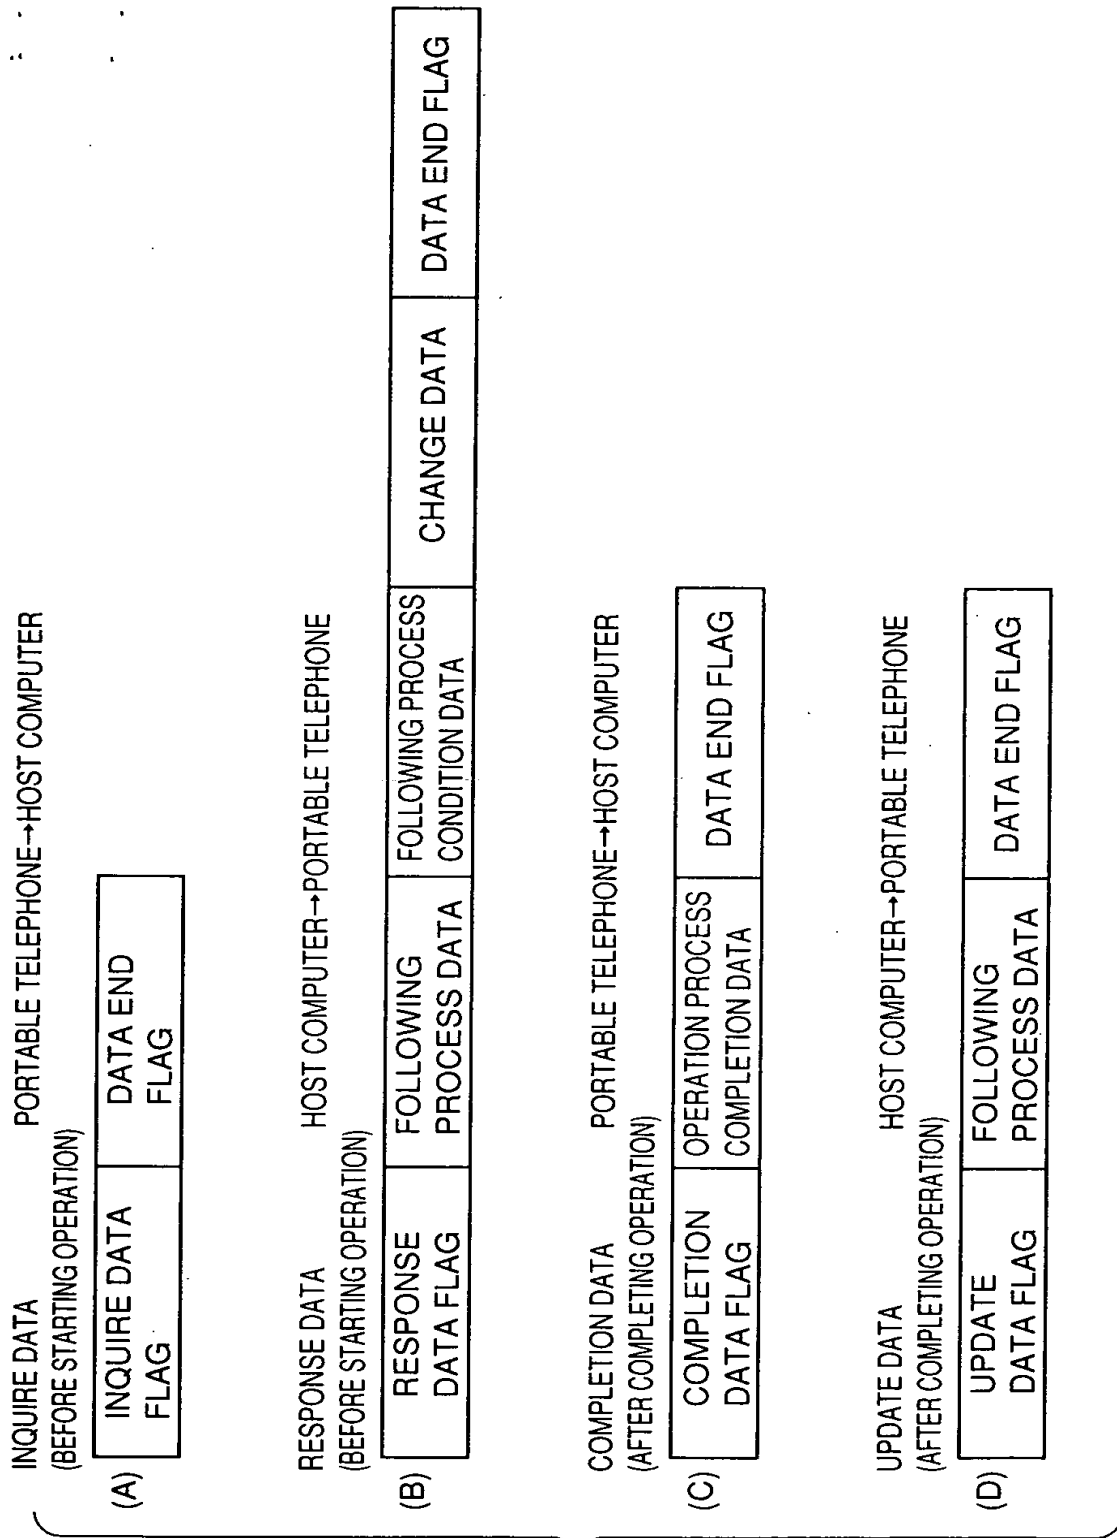 INQUIRE DATA
(BEFORE STARTING OPERATION)
PORTABLE TELEPHONE→HOST COMPUTER
(A)
INQUIRE DATA
FLAG
DATA END
FLAG
RESPONSE DATA
(BEFORE STARTING OPERATION)
HOST COMPUTER→PORTABLE TELEPHONE
(B)
RESPONSE
DATA FLAG
FOLLOWING
PROCESS DATA
FOLLOWING PROCESS
CONDITION DATA
CHANGE DATA
DATA END FLAG
COMPLETION DATA
(AFTER COMPLETING OPERATION)
PORTABLE TELEPHONE→HOST COMPUTER
(C)
COMPLETION
DATA FLAG
OPERATION PROCESS
COMPLETION DATA
DATA END FLAG
UPDATE DATA
(AFTER COMPLETING OPERATION)
HOST COMPUTER→PORTABLE TELEPHONE
(D)
UPDATE
DATA FLAG
FOLLOWING
PROCESS DATA
DATA END FLAG